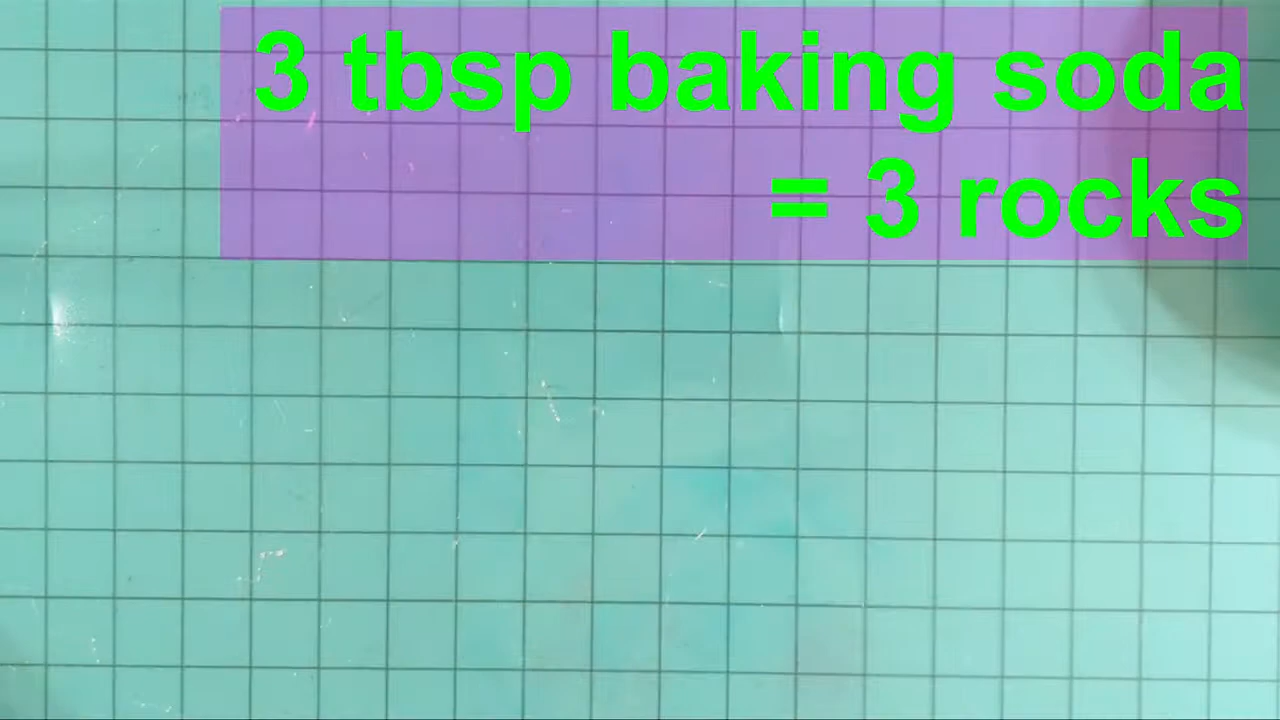 3 tbsp baking soda
= 3 rocks